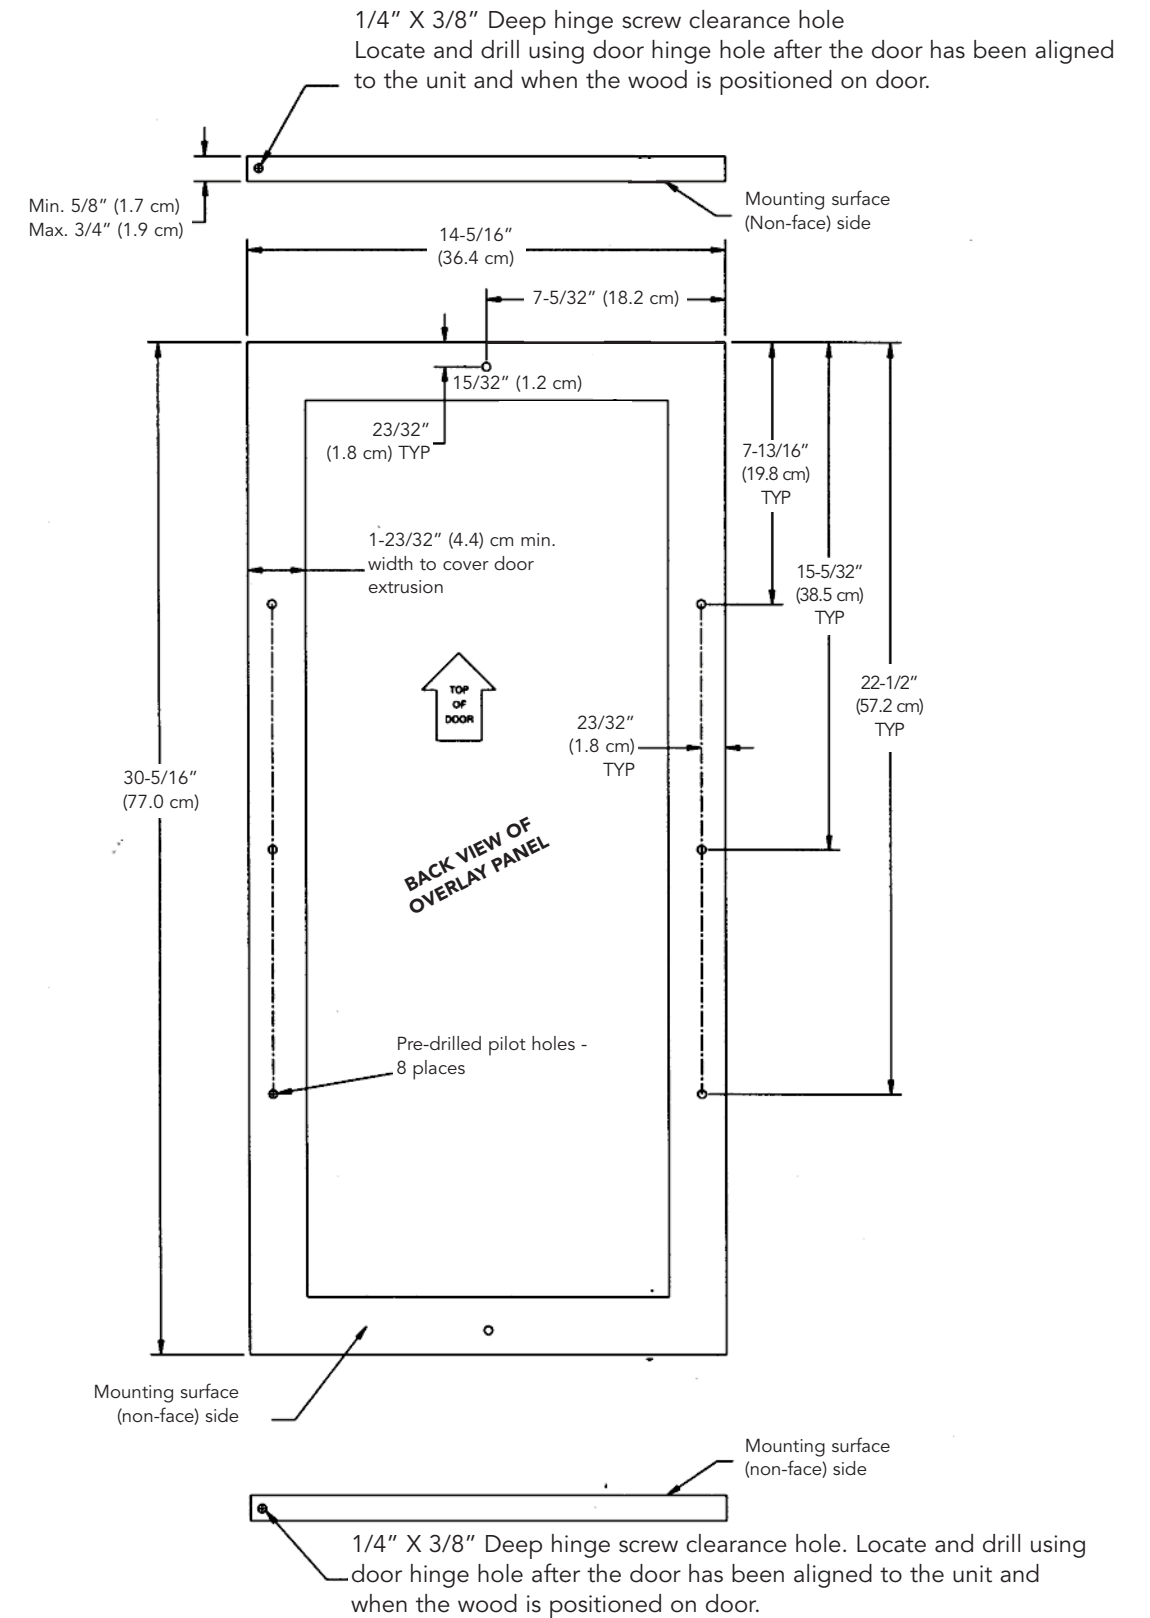 1/4” X 3/8” Deep hinge screw clearance hole
Locate and drill using door hinge hole after the door has been aligned
to the unit and when the wood is positioned on door.
Min. 5/8” (1.7 cm)
Max. 3/4” (1.9 cm)
Mounting surface
(Non-face) side
14-5/16”
(36.4 cm)
7-5/32” (18.2 cm)
15/32” (1.2 cm)
23/32”
(1.8 cm) TYP
7-13/16”
(19.8 cm)
TYP
1-23/32” (4.4) cm min.
width to cover door
extrusion
15-5/32”
(38.5 cm)
TYP
TOP
OF
DOOR
22-1/2”
(57.2 cm)
TYP
23/32”
(1.8 cm)
TYP
30-5/16”
(77.0 cm)
BACK VIEW OF
OVERLAY PANEL
Pre-drilled pilot holes -
8 places
Mounting surface
(non-face) side
Mounting surface
(non-face) side
1/4” X 3/8” Deep hinge screw clearance hole. Locate and drill using
door hinge hole after the door has been aligned to the unit and
when the wood is positioned on door.